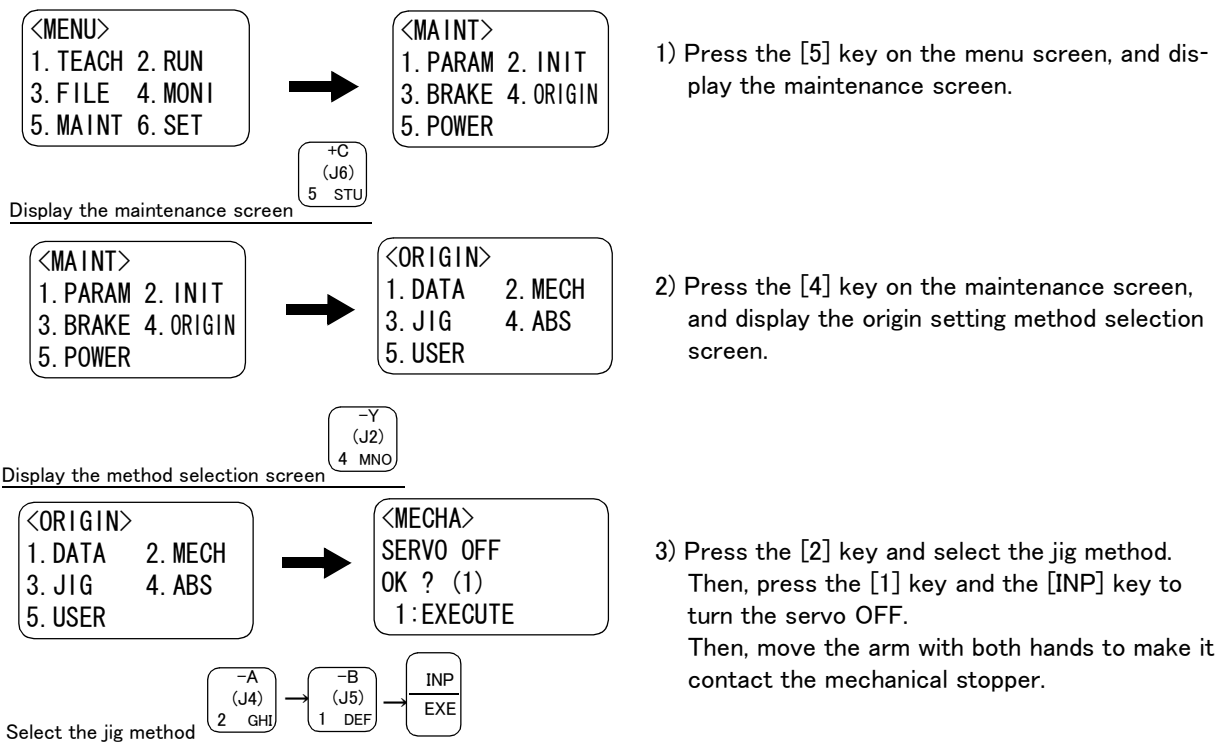 <MENU>
1. TEACH 2. RUN
3. FILE 4. MONI
5. MAINT 6. SET
<MAINT>
1. PARAM 2. INIT
3. BRAKE 4. ORIGIN
5. POWER
+C
(J6)
5 STU
Display the maintenance screen
1) Press the [5] key on the menu screen, and dis-
play the maintenance screen.
<MAINT>
1. PARAM 2. INIT
3. BRAKE 4. ORIGIN
5. POWER
<ORIGIN>
1. DATA 2. MECH
3. JIG 4. ABS
5. USER
-Y
(J2)
4 MNO
Display the method selection screen
2) Press the [4] key on the maintenance screen,
and display the origin setting method selection
screen.
<ORIGIN>
1. DATA 2. MECH
3. JIG 4. ABS
5. USER
<MECHA>
SERVO OFF
OK ? (1)
1:EXECUTE
-A
(J4)
2 GHI
→
-B
(J5)
1 DEF
→
INP
EXE
Select the jig method
3) Press the [2] key and select the jig method.
Then, press the [1] key and the [INP] key to
turn the servo OFF.
Then, move the arm with both hands to make it
contact the mechanical stopper.